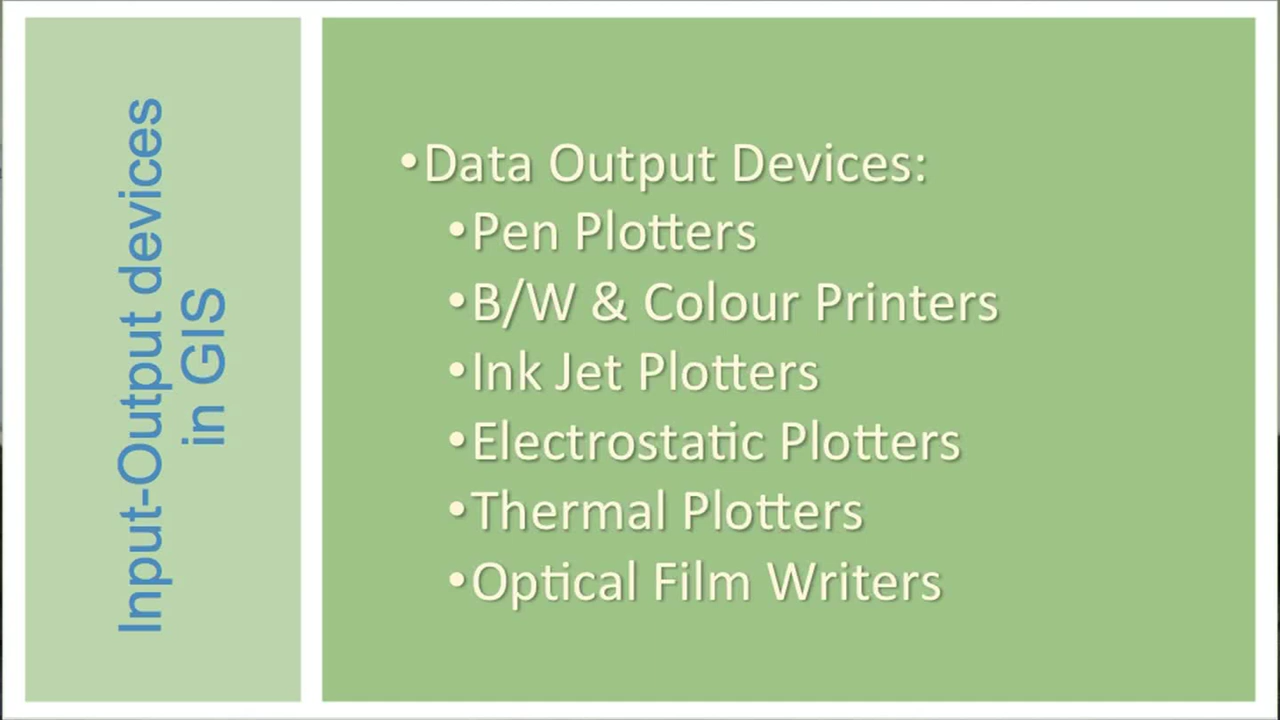 Input-Output devices
in GIS
•Data Output Devices:
•Pen Plotters
•B/W & Colour Printers
•Ink Jet Plotters
•Electrostatic Plotters
•Thermal Plotters
•Optical Film Writers